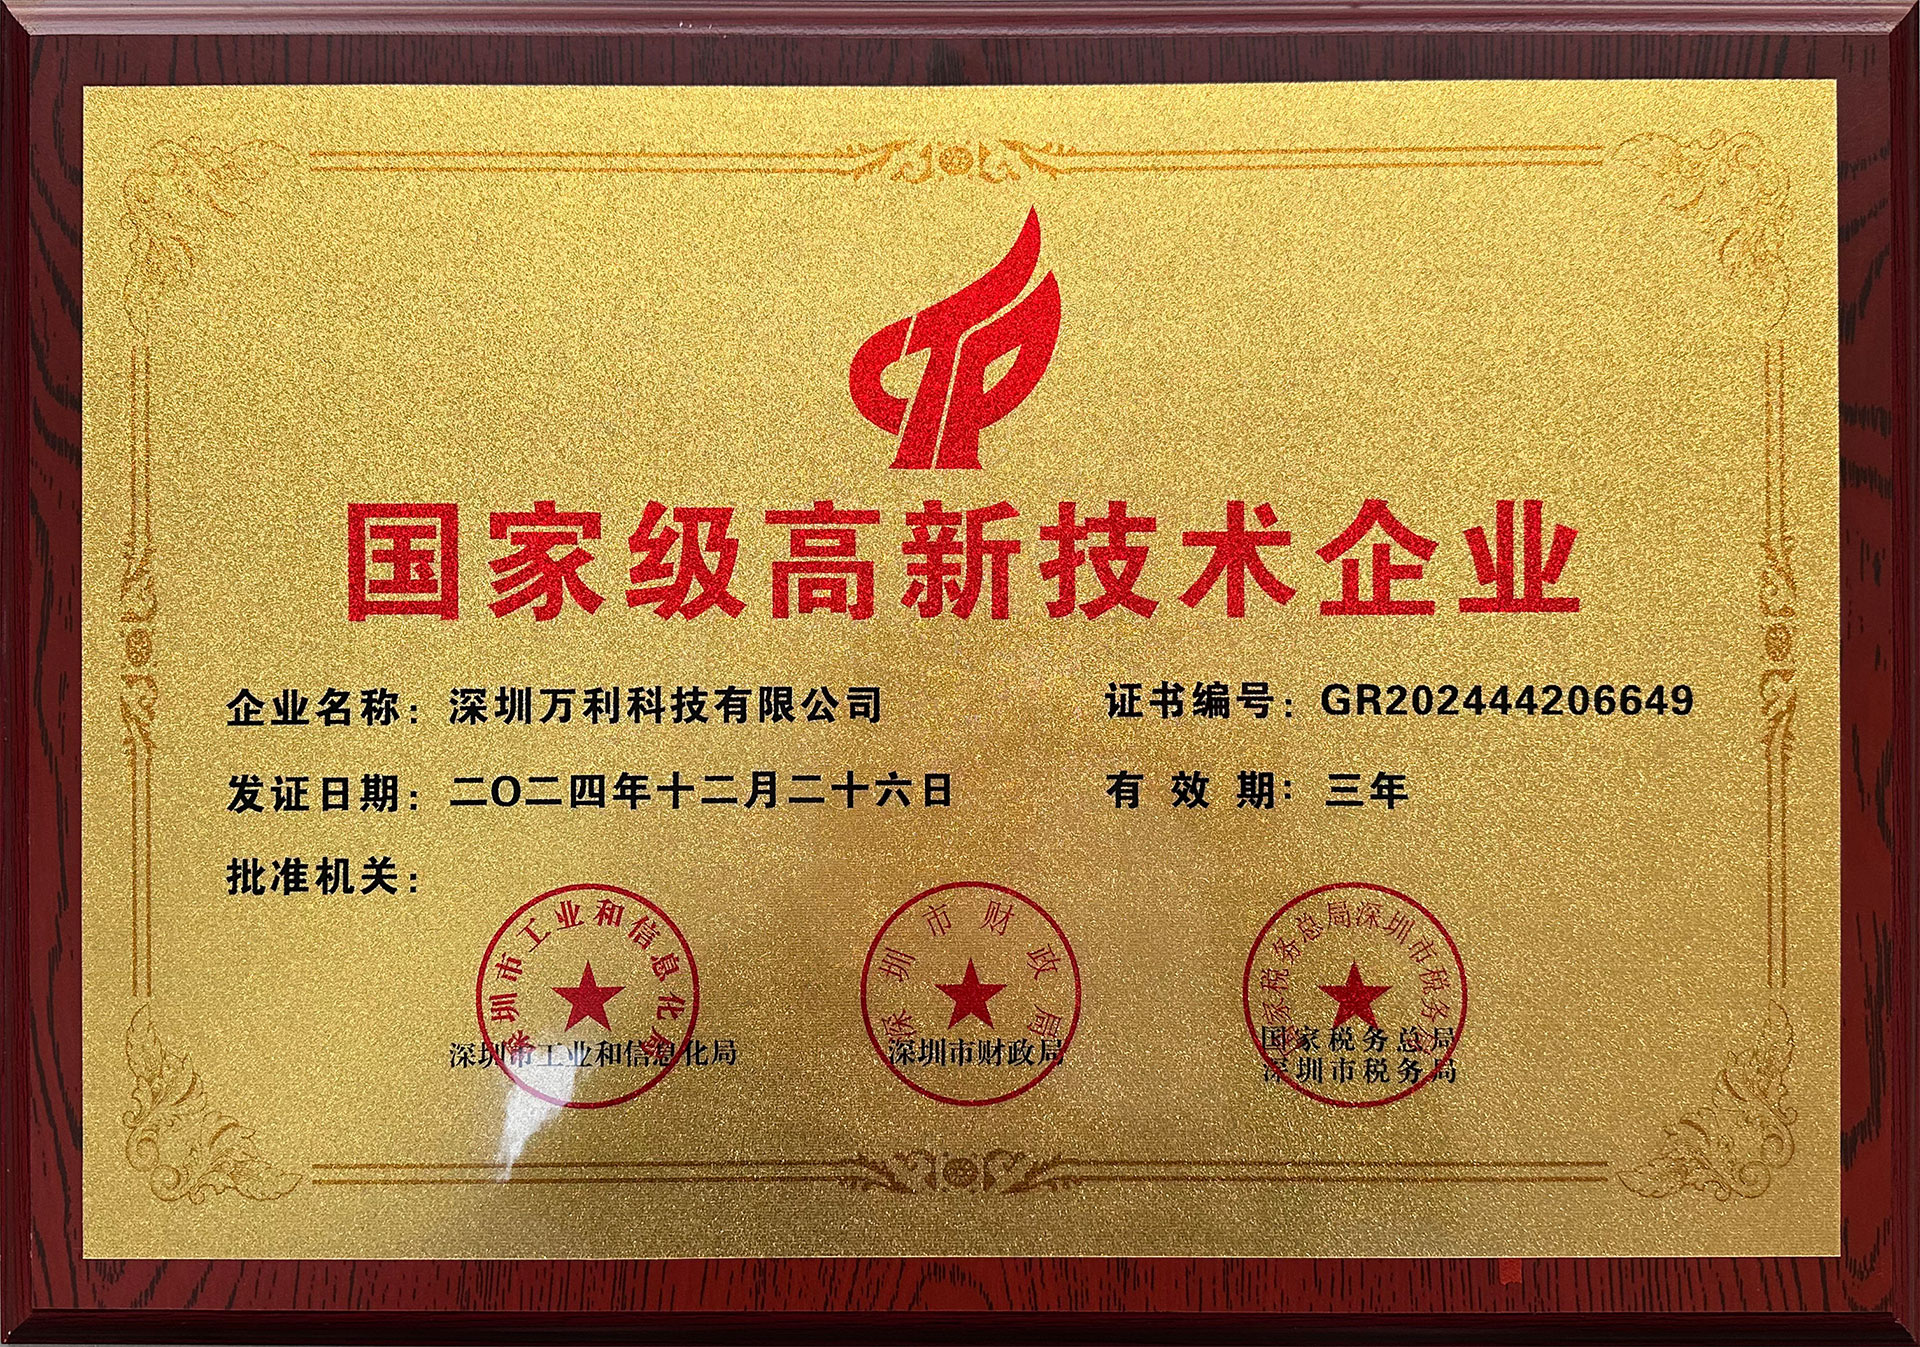 国家级高新技术企业
企业名称：深圳万利科技有限公司
证书编号：GR202444206649
发证日期：二〇二四年十二月二十六日
有效期：三年
批准机关：
深圳市工业和信息化局
深圳市财政局
国家税务总局深圳市税务局
深圳市工业和信息化局
深圳市财政局
国家税务总局
深圳市税务局